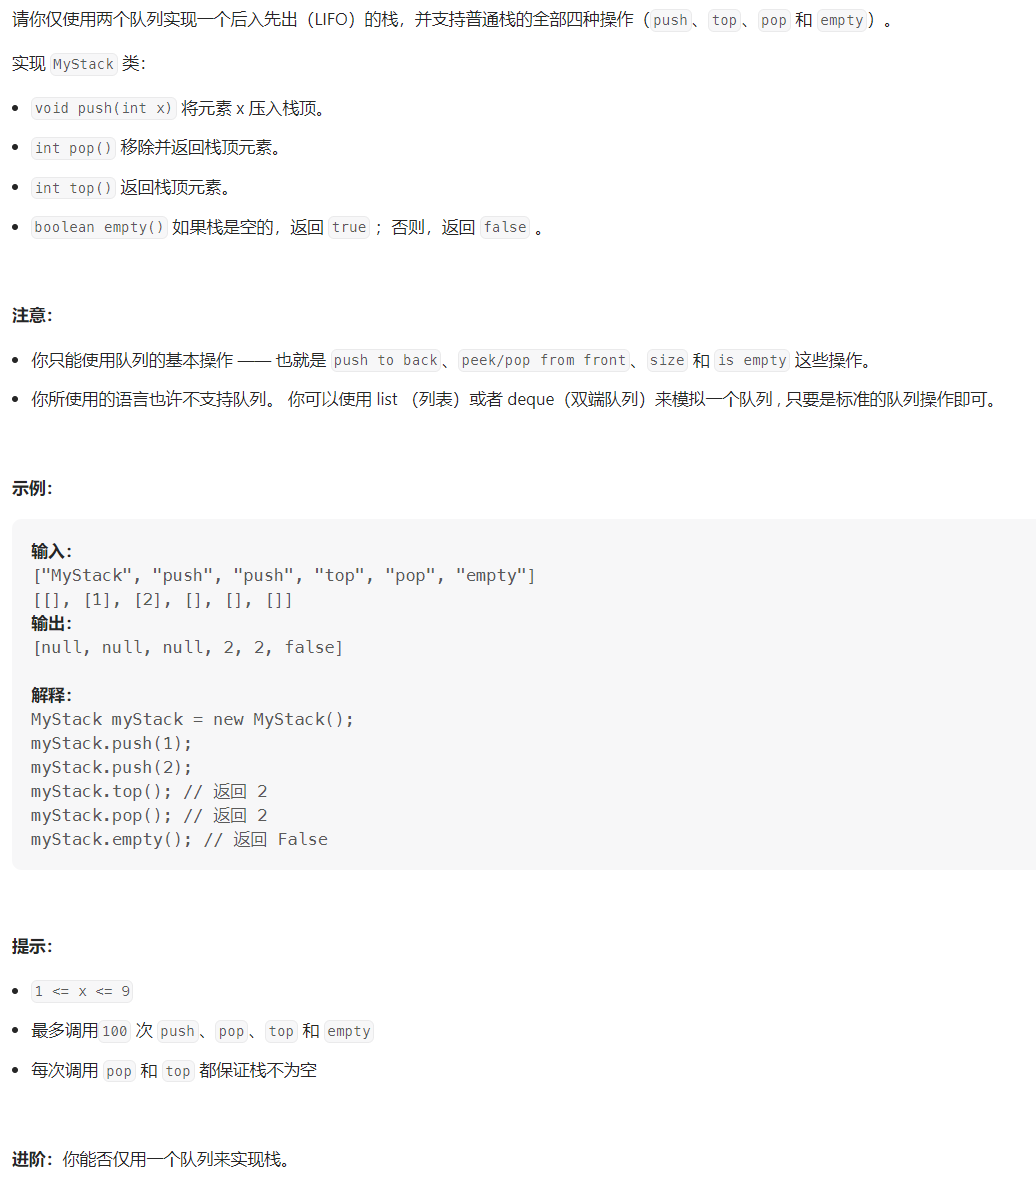 请你仅使用两个队列实现一个后入先出（LIFO）的栈，并支持普通栈的全部四种操作（push、top、pop 和 empty）。
实现 MyStack 类：
• void push(int x) 将元素 x 压入栈顶。
• int pop() 移除并返回栈顶元素。
• int top() 返回栈顶元素。
• boolean empty() 如果栈是空的，返回 true ；否则，返回 false 。
注意：
• 你只能使用队列的基本操作 —— 也就是 push to back、peek/pop from front、size 和 is empty 这些操作。
• 你所使用的语言也许不支持队列。 你可以使用 list （列表）或者 deque（双端队列）来模拟一个队列 , 只要是标准的队列操作即可。
示例：
输入：
["MyStack", "push", "push", "top", "pop", "empty"]
[[], [1], [2], [], [], []]
输出：
[null, null, null, 2, 2, false]
解释：
MyStack myStack = new MyStack();
myStack.push(1);
myStack.push(2);
myStack.top(); // 返回 2
myStack.pop(); // 返回 2
myStack.empty(); // 返回 False
提示：
• 1 <= x <= 9
• 最多调用100 次 push、pop、top 和 empty
• 每次调用 pop 和 top 都保证栈不为空
进阶：你能否仅用一个队列来实现栈。